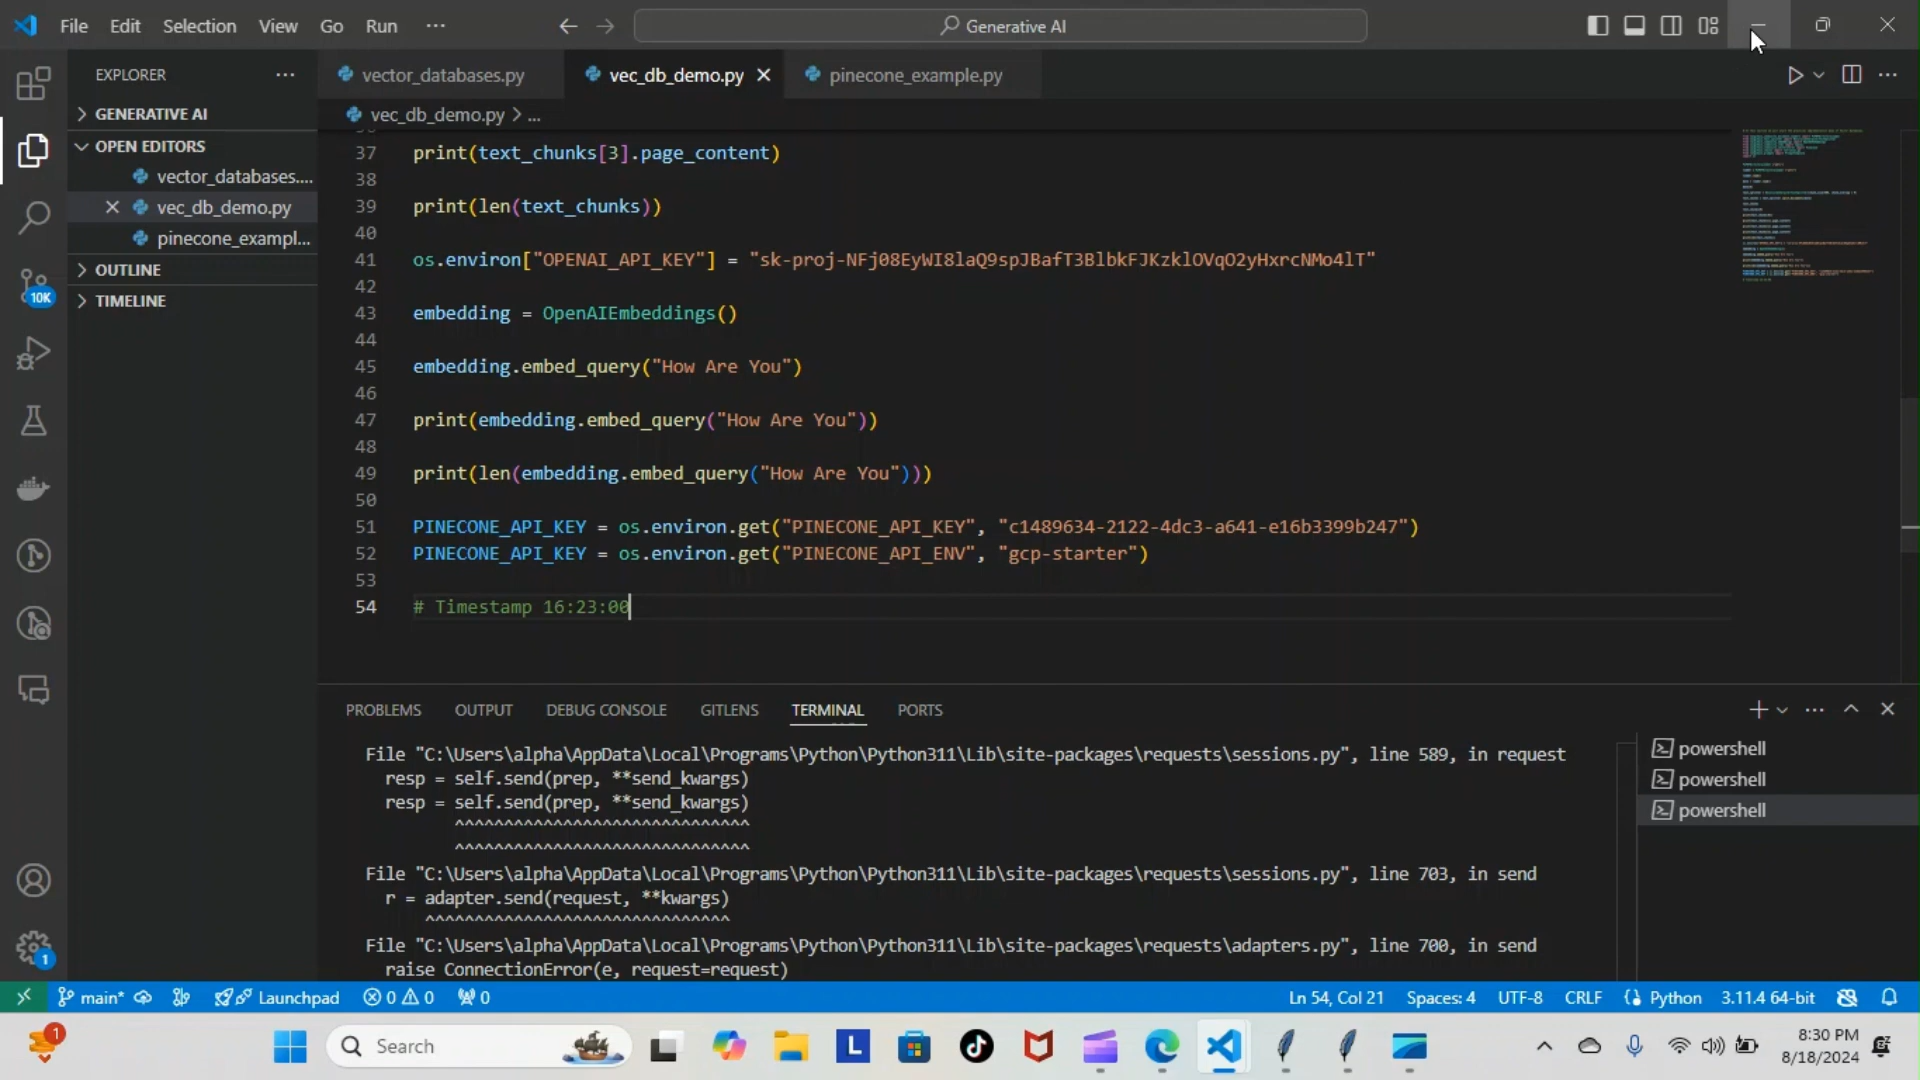 File Edit Selection View Go Run ···
Generative AI
EXPLORER
GENERATIVE AI
OPEN EDITORS
vector_databases....
vec_db_demo.py
pinecone_exampl...
OUTLINE
TIMELINE
10K
1
vector_databases.py
vec_db_demo.py
pinecone_example.py
vec_db_demo.py > ...
37 print(text_chunks[3].page_content)
38
39 print(len(text_chunks))
40
41 os.environ["OPENAI_API_KEY"] = "sk-proj-NFj08EyWI8laQ9spJBafT3BlbkFJKzklOVqO2yHxrcNMo4lT"
42
43 embedding = OpenAIEmbeddings()
44
45 embedding.embed_query("How Are You")
46
47 print(embedding.embed_query("How Are You"))
48
49 print(len(embedding.embed_query("How Are You")))
50
51 PINECONE_API_KEY = os.environ.get("PINECONE_API_KEY", "c1489634-2122-4dc3-a641-e16b3399b247")
52 PINECONE_API_KEY = os.environ.get("PINECONE_API_ENV", "gcp-starter")
53
54 # Timestamp 16:23:00
PROBLEMS OUTPUT DEBUG CONSOLE GITLENS TERMINAL PORTS
File "C:\Users\alpha\AppData\Local\Programs\Python\Python311\Lib\site-packages\requests\sessions.py", line 589, in request
resp = self.send(prep, **send_kwargs)
resp = self.send(prep, **send_kwargs)
^^^^^^^^^^^^^^^^^^^^^^^^^^^^^^
^^^^^^^^^^^^^^^^^^^^^^^^^^^^^^
File "C:\Users\alpha\AppData\Local\Programs\Python\Python311\Lib\site-packages\requests\sessions.py", line 703, in send
r = adapter.send(request, **kwargs)
^^^^^^^^^^^^^^^^^^^^^^^^^^^^^^^
File "C:\Users\alpha\AppData\Local\Programs\Python\Python311\Lib\site-packages\requests\adapters.py", line 700, in send
raise ConnectionError(e, request=request)
powershell
powershell
powershell
main* Launchpad 0 0 0
Ln 54, Col 21 Spaces: 4 UTF-8 CRLF Python 3.11.4 64-bit
1
Search
L
8:30 PM
8/18/2024